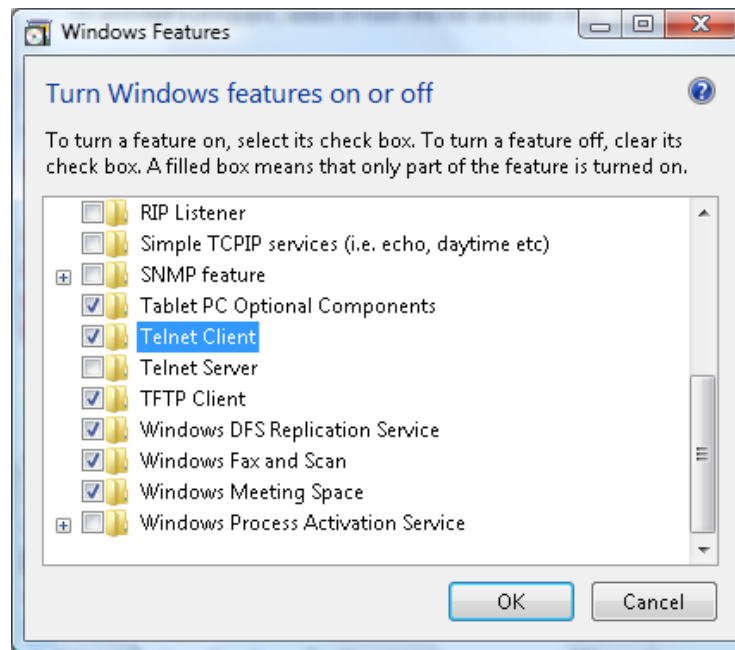 Windows Features
Turn Windows features on or off
To turn a feature on, select its check box. To turn a feature off, clear its
check box. A filled box means that only part of the feature is turned on.
RIP Listener
Simple TCPIP services (i.e. echo, daytime etc)
SNMP feature
Tablet PC Optional Components
Telnet Client
Telnet Server
TFTP Client
Windows DFS Replication Service
Windows Fax and Scan
Windows Meeting Space
Windows Process Activation Service
OK Cancel